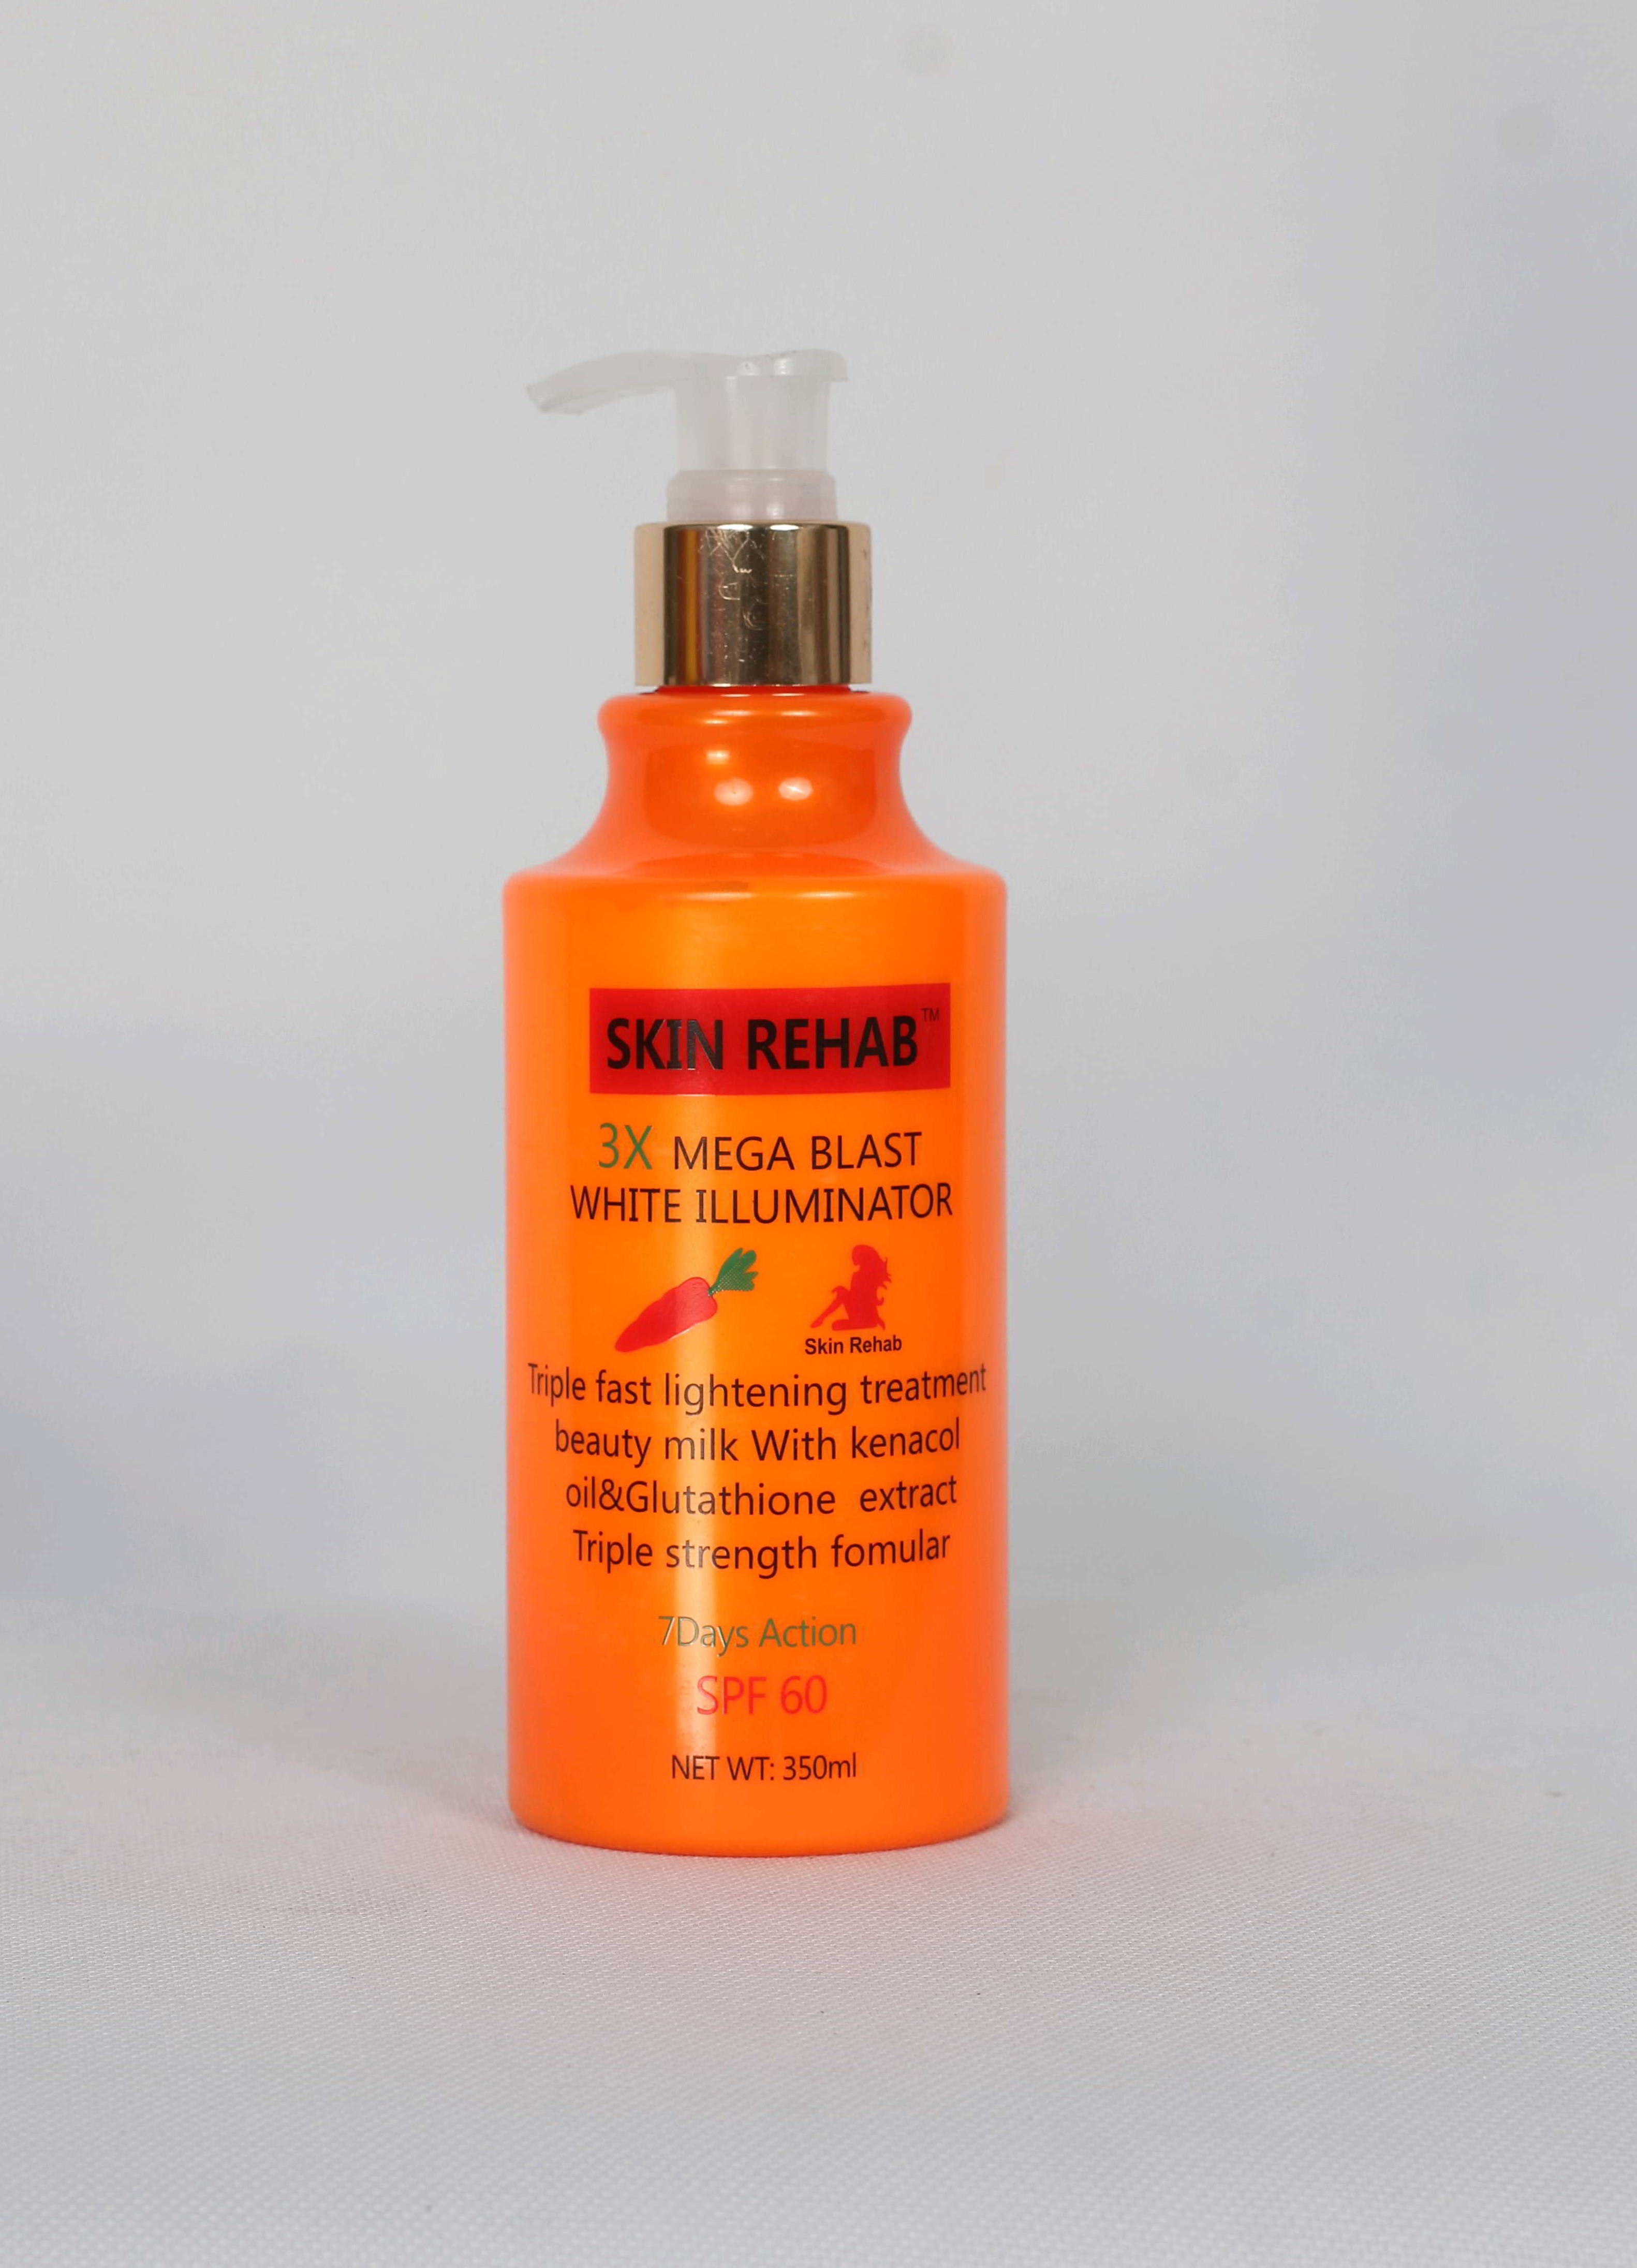 SKIN REHAB™
3X MEGA BLAST
WHITE ILLUMINATOR
Skin Rehab
Triple fast lightening treatment
beauty milk With kenacol
oil&Glutathione extract
Triple strength fomular
7Days Action
SPF 60
NET WT: 350ml